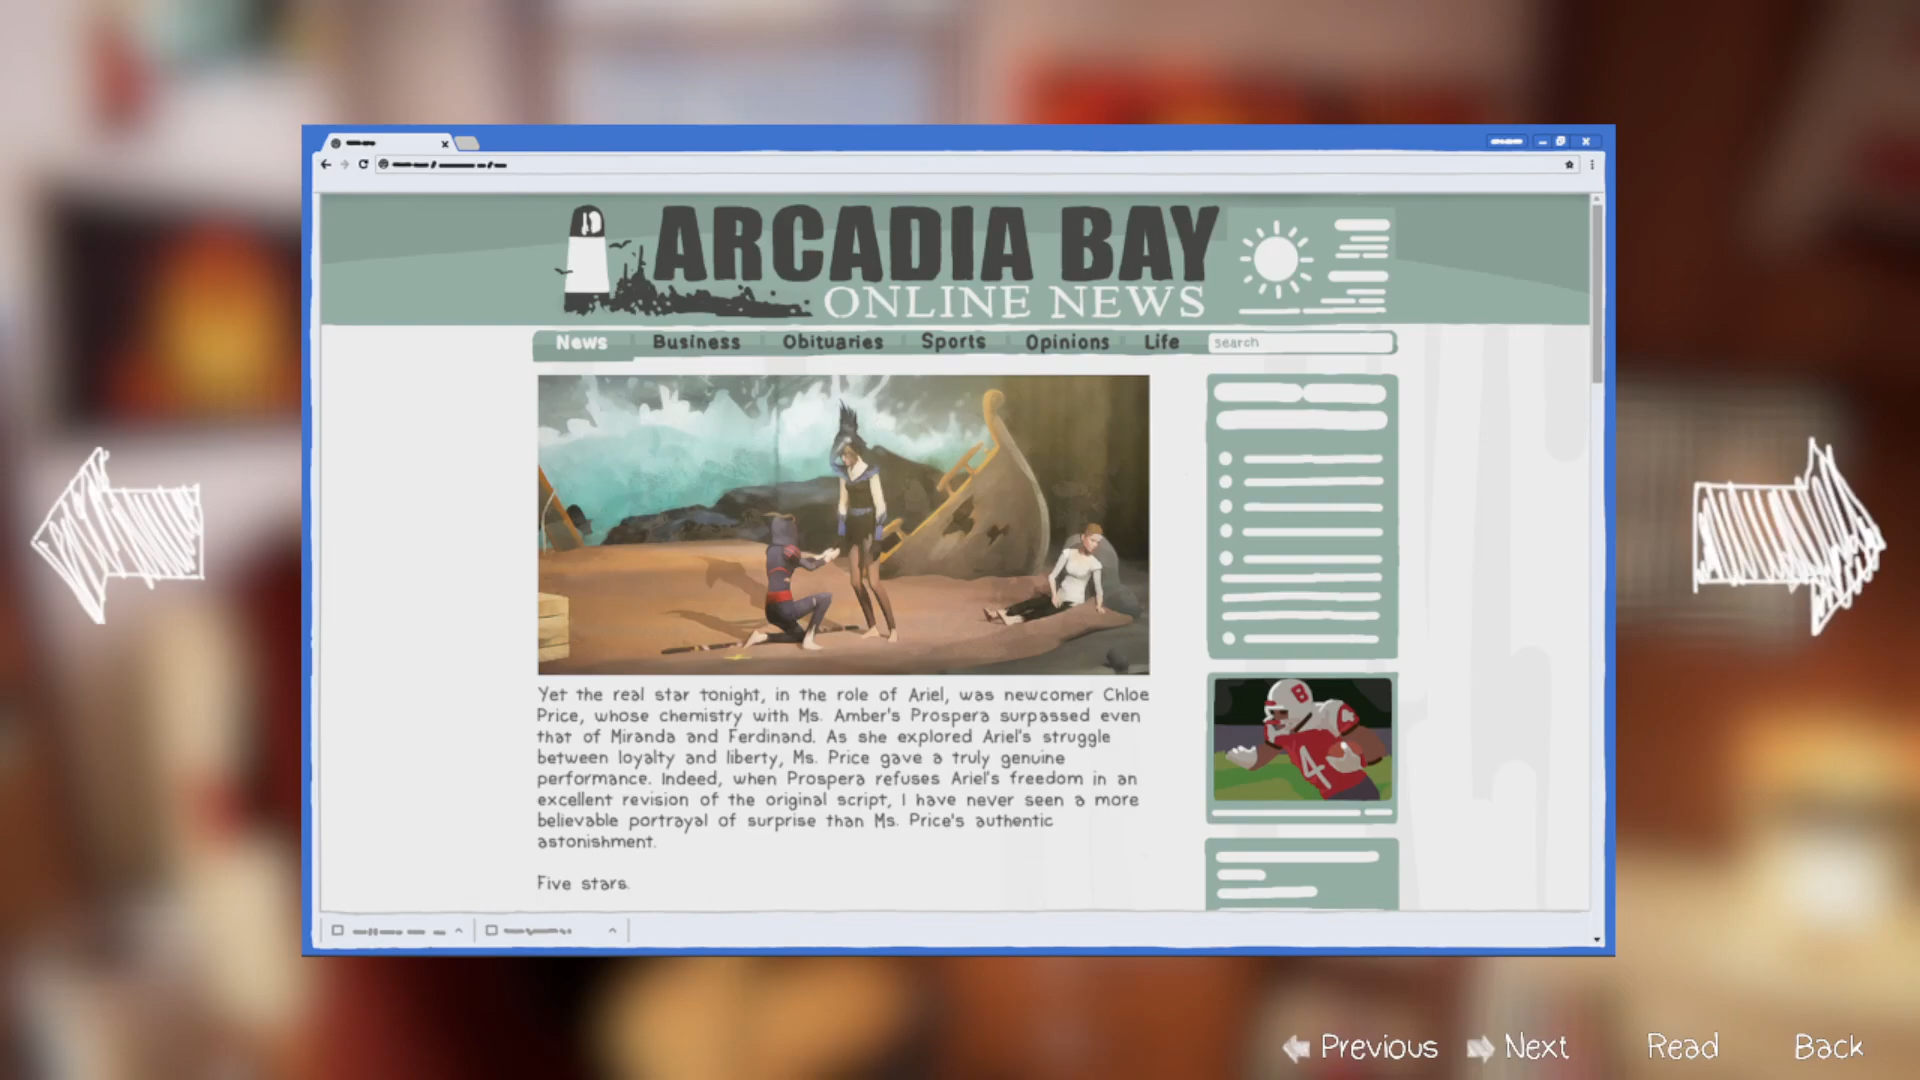 ARCADIA BAY
ONLINE NEWS
News Business Obituaries Sports Opinions Life search
Yet the real star tonight, in the role of Ariel, was newcomer Chloe
Price, whose chemistry with Ms. Amber's Prospera surpassed even
that of Miranda and Ferdinand. As she explored Ariel's struggle
between loyalty and liberty, Ms. Price gave a truly genuine
performance. Indeed, when Prospera refuses Ariel's freedom in an
excellent revision of the original script, I have never seen a more
believable portrayal of surprise than Ms. Price's authentic
astonishment.
Five stars.
B
4
4
Previous Next Read Back